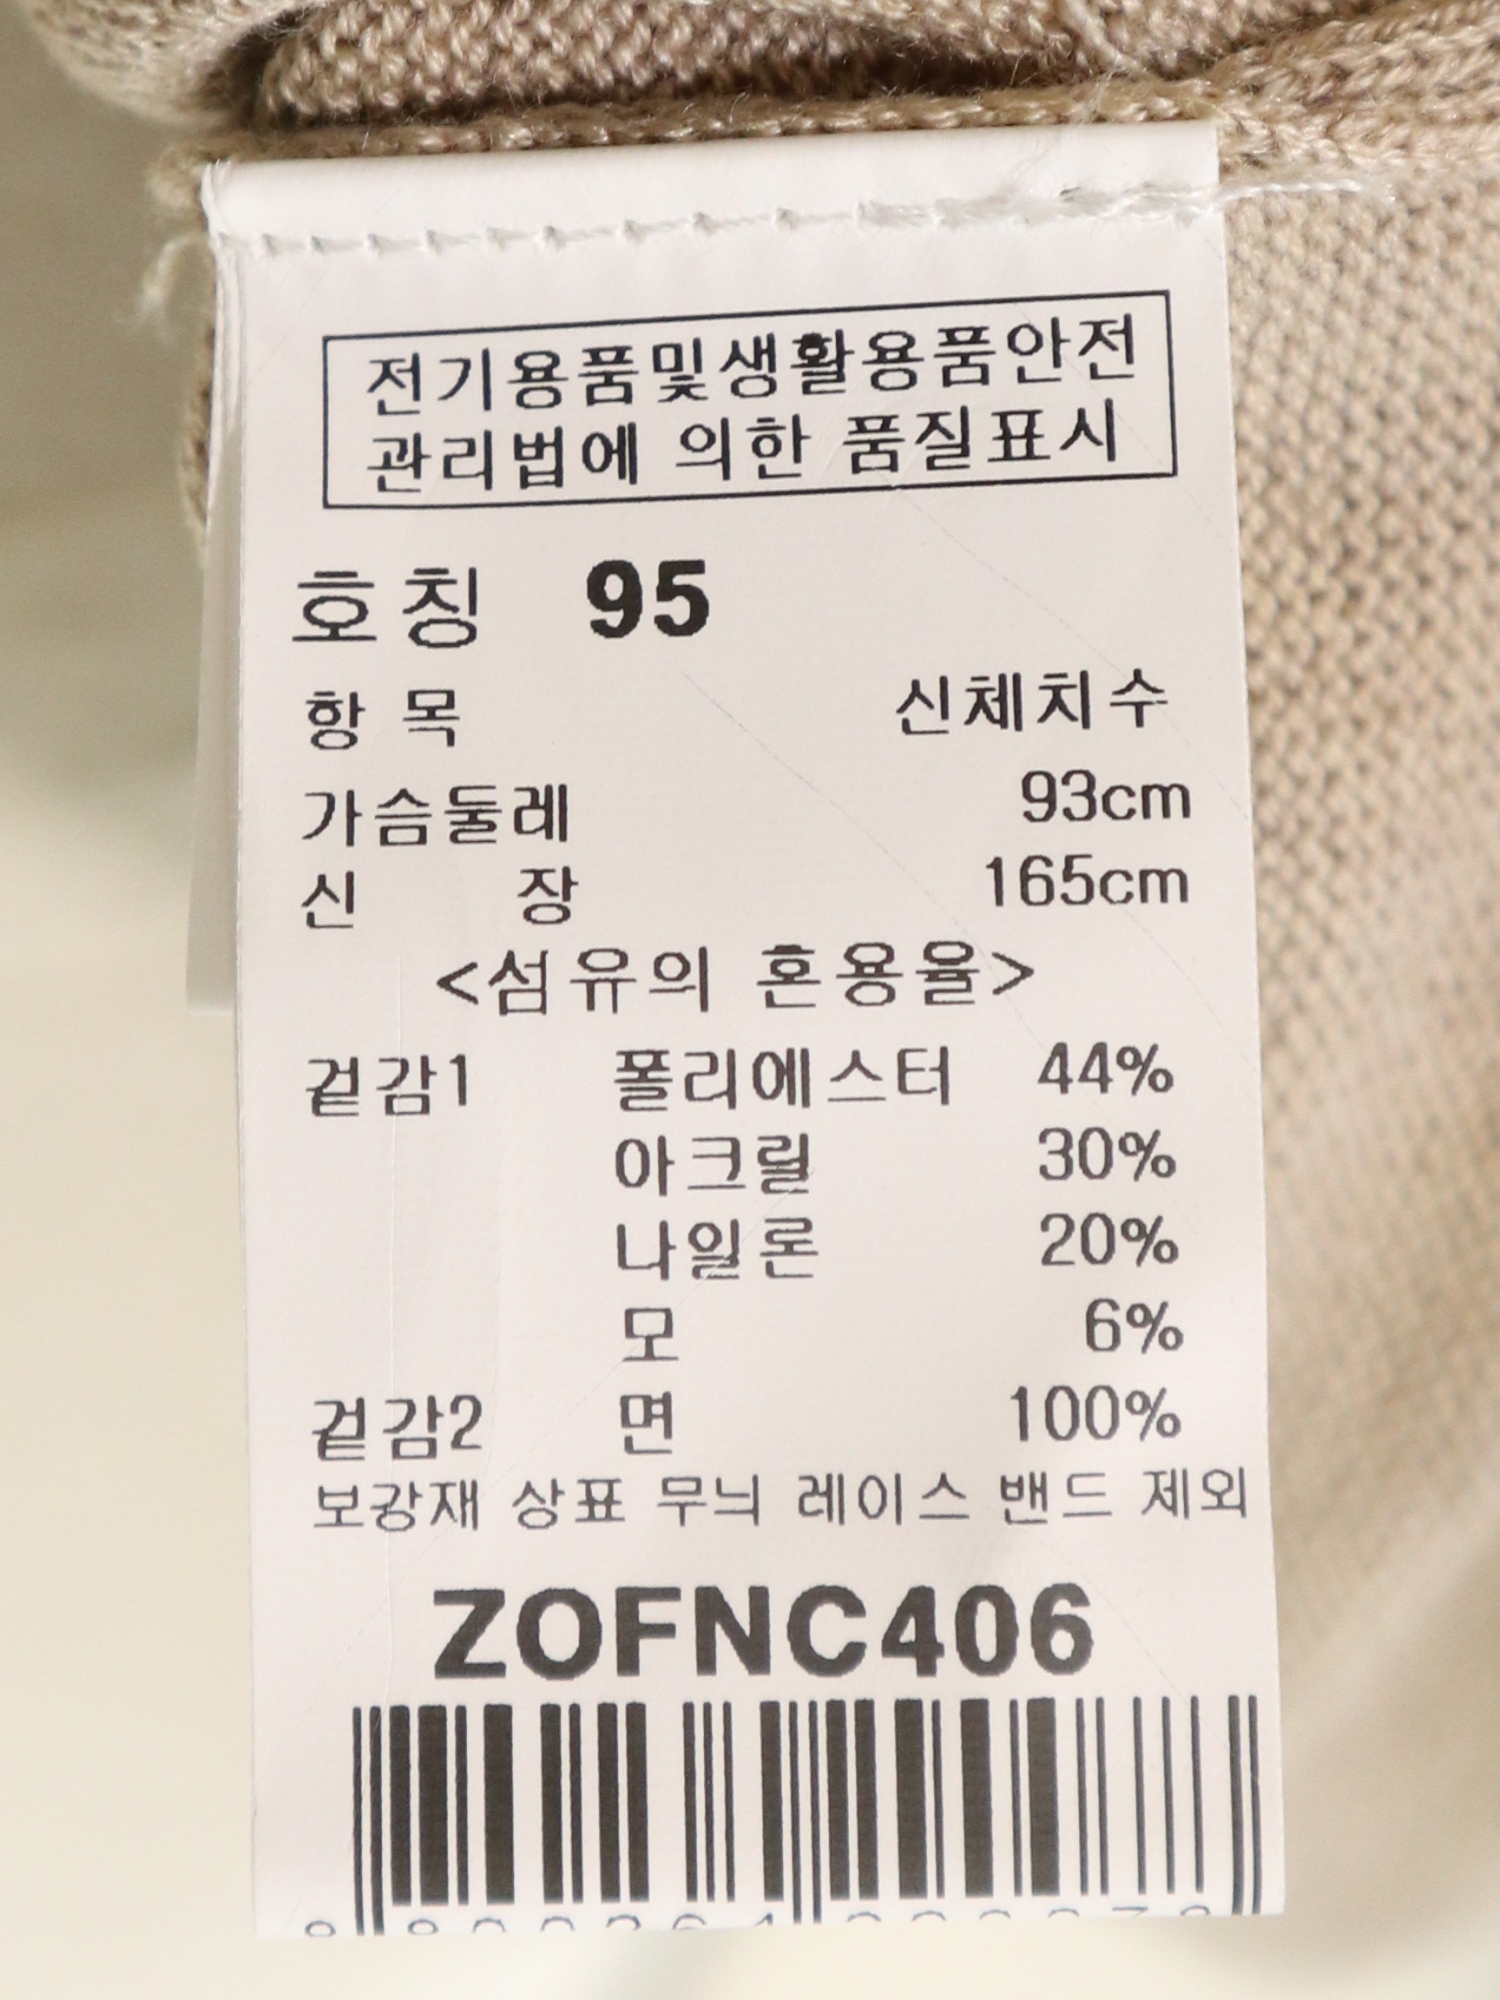 전기용품및생활용품안전
관리법에 의한 품질표시
호칭 95
항목 신체치수
가슴둘레 93cm
신장 165cm
<섬유의 혼용율>
겉감1 폴리에스터 44%
아크릴 30%
나일론 20%
모 6%
겉감2 면 100%
보강재 상표 무늬 레이스 밴드 제외
ZOFNC406